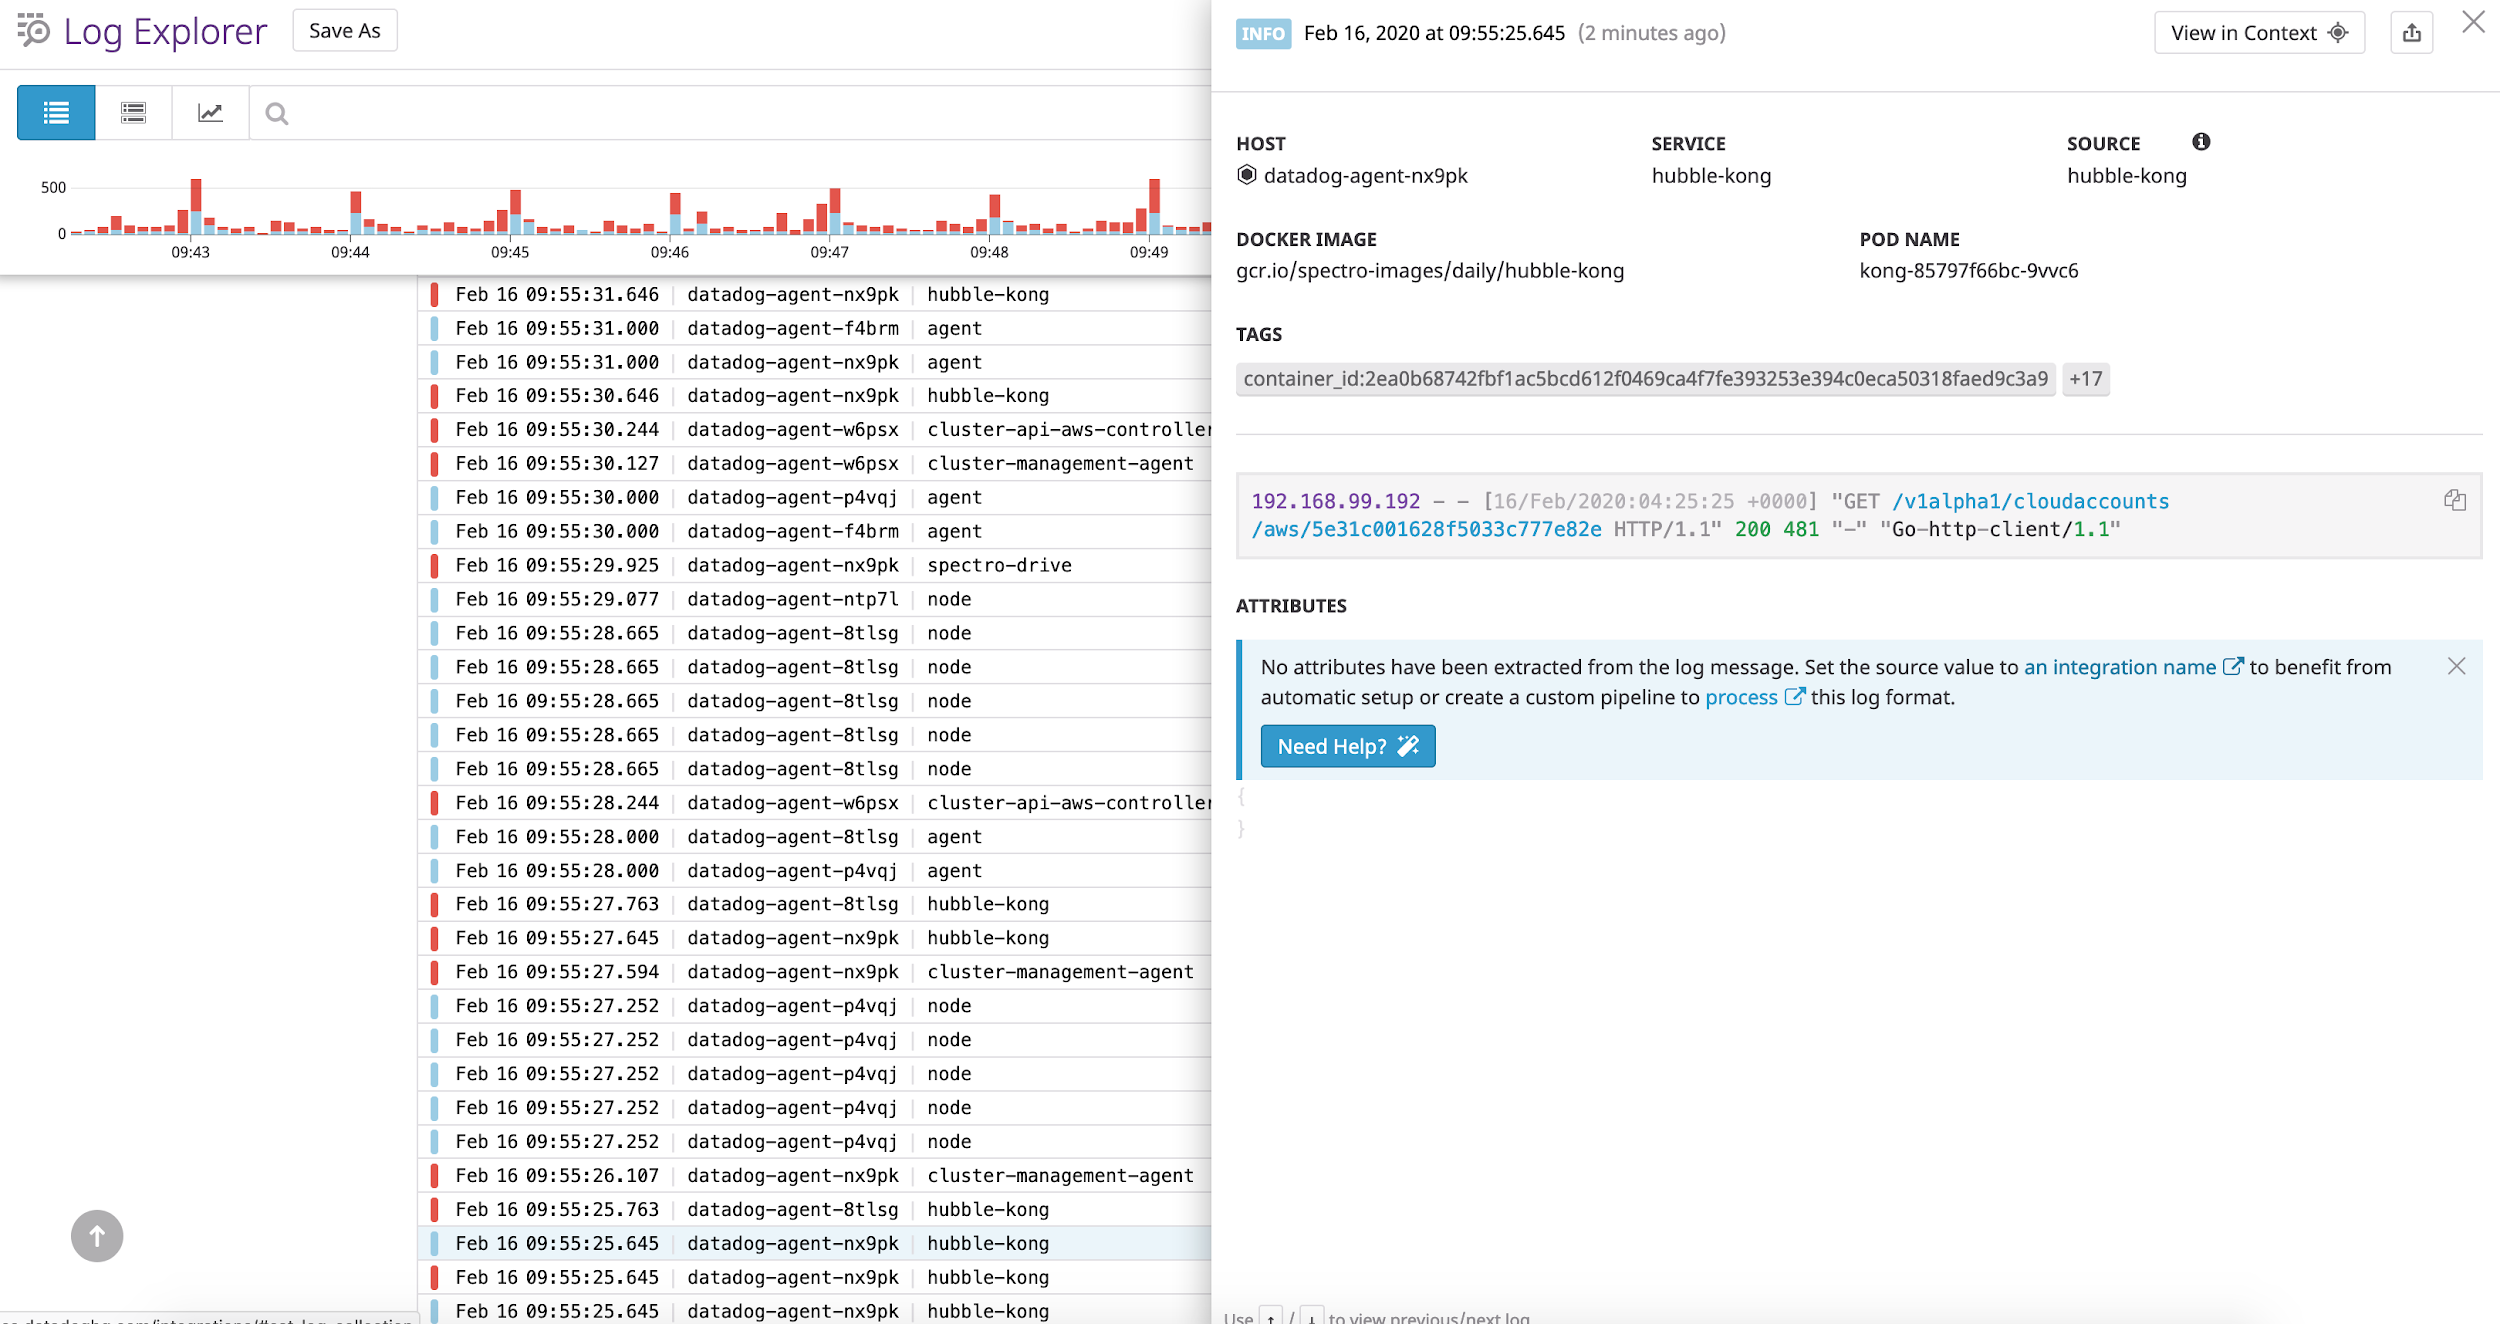 Log Explorer Save As
500
0
09:43 09:44 09:45 09:46 09:47 09:48 09:49
Feb 16 09:55:31.646 datadog-agent-nx9pk hubble-kong
Feb 16 09:55:31.000 datadog-agent-f4brm agent
Feb 16 09:55:31.000 datadog-agent-nx9pk agent
Feb 16 09:55:30.646 datadog-agent-nx9pk hubble-kong
Feb 16 09:55:30.244 datadog-agent-w6psx cluster-api-aws-controller
Feb 16 09:55:30.127 datadog-agent-w6psx cluster-management-agent
Feb 16 09:55:30.000 datadog-agent-p4vqj agent
Feb 16 09:55:30.000 datadog-agent-f4brm agent
Feb 16 09:55:29.925 datadog-agent-nx9pk spectro-drive
Feb 16 09:55:29.077 datadog-agent-ntp7l node
Feb 16 09:55:28.665 datadog-agent-8tlsg node
Feb 16 09:55:28.665 datadog-agent-8tlsg node
Feb 16 09:55:28.665 datadog-agent-8tlsg node
Feb 16 09:55:28.665 datadog-agent-8tlsg node
Feb 16 09:55:28.665 datadog-agent-8tlsg node
Feb 16 09:55:28.244 datadog-agent-w6psx cluster-api-aws-controller
Feb 16 09:55:28.000 datadog-agent-8tlsg agent
Feb 16 09:55:28.000 datadog-agent-p4vqj agent
Feb 16 09:55:27.763 datadog-agent-8tlsg hubble-kong
Feb 16 09:55:27.645 datadog-agent-nx9pk hubble-kong
Feb 16 09:55:27.594 datadog-agent-nx9pk cluster-management-agent
Feb 16 09:55:27.252 datadog-agent-p4vqj node
Feb 16 09:55:27.252 datadog-agent-p4vqj node
Feb 16 09:55:27.252 datadog-agent-p4vqj node
Feb 16 09:55:27.252 datadog-agent-p4vqj node
Feb 16 09:55:27.252 datadog-agent-p4vqj node
Feb 16 09:55:26.107 datadog-agent-nx9pk cluster-management-agent
Feb 16 09:55:25.763 datadog-agent-8tlsg hubble-kong
Feb 16 09:55:25.645 datadog-agent-nx9pk hubble-kong
Feb 16 09:55:25.645 datadog-agent-nx9pk hubble-kong
Feb 16 09:55:25.645 datadog-agent-nx9pk hubble-kong
INFO Feb 16, 2020 at 09:55:25.645 (2 minutes ago) View in Context
HOST SERVICE SOURCE
datadog-agent-nx9pk hubble-kong hubble-kong
DOCKER IMAGE POD NAME
gcr.io/spectro-images/daily/hubble-kong kong-85797f66bc-9vvc6
TAGS
container_id:2ea0b68742fbf1ac5bcd612f0469ca4f7fe393253e394c0eca50318faed9c3a9 +17
192.168.99.192 - - [16/Feb/2020:04:25:25 +0000] "GET /v1alpha1/cloudaccounts
/aws/5e31c001628f5033c777e82e HTTP/1.1" 200 481 "-" "Go-http-client/1.1"
ATTRIBUTES
No attributes have been extracted from the log message. Set the source value to an integration name to benefit from
automatic setup or create a custom pipeline to process this log format.
Need Help?
{
}
Use ↑ / ↓ to view previous/next log